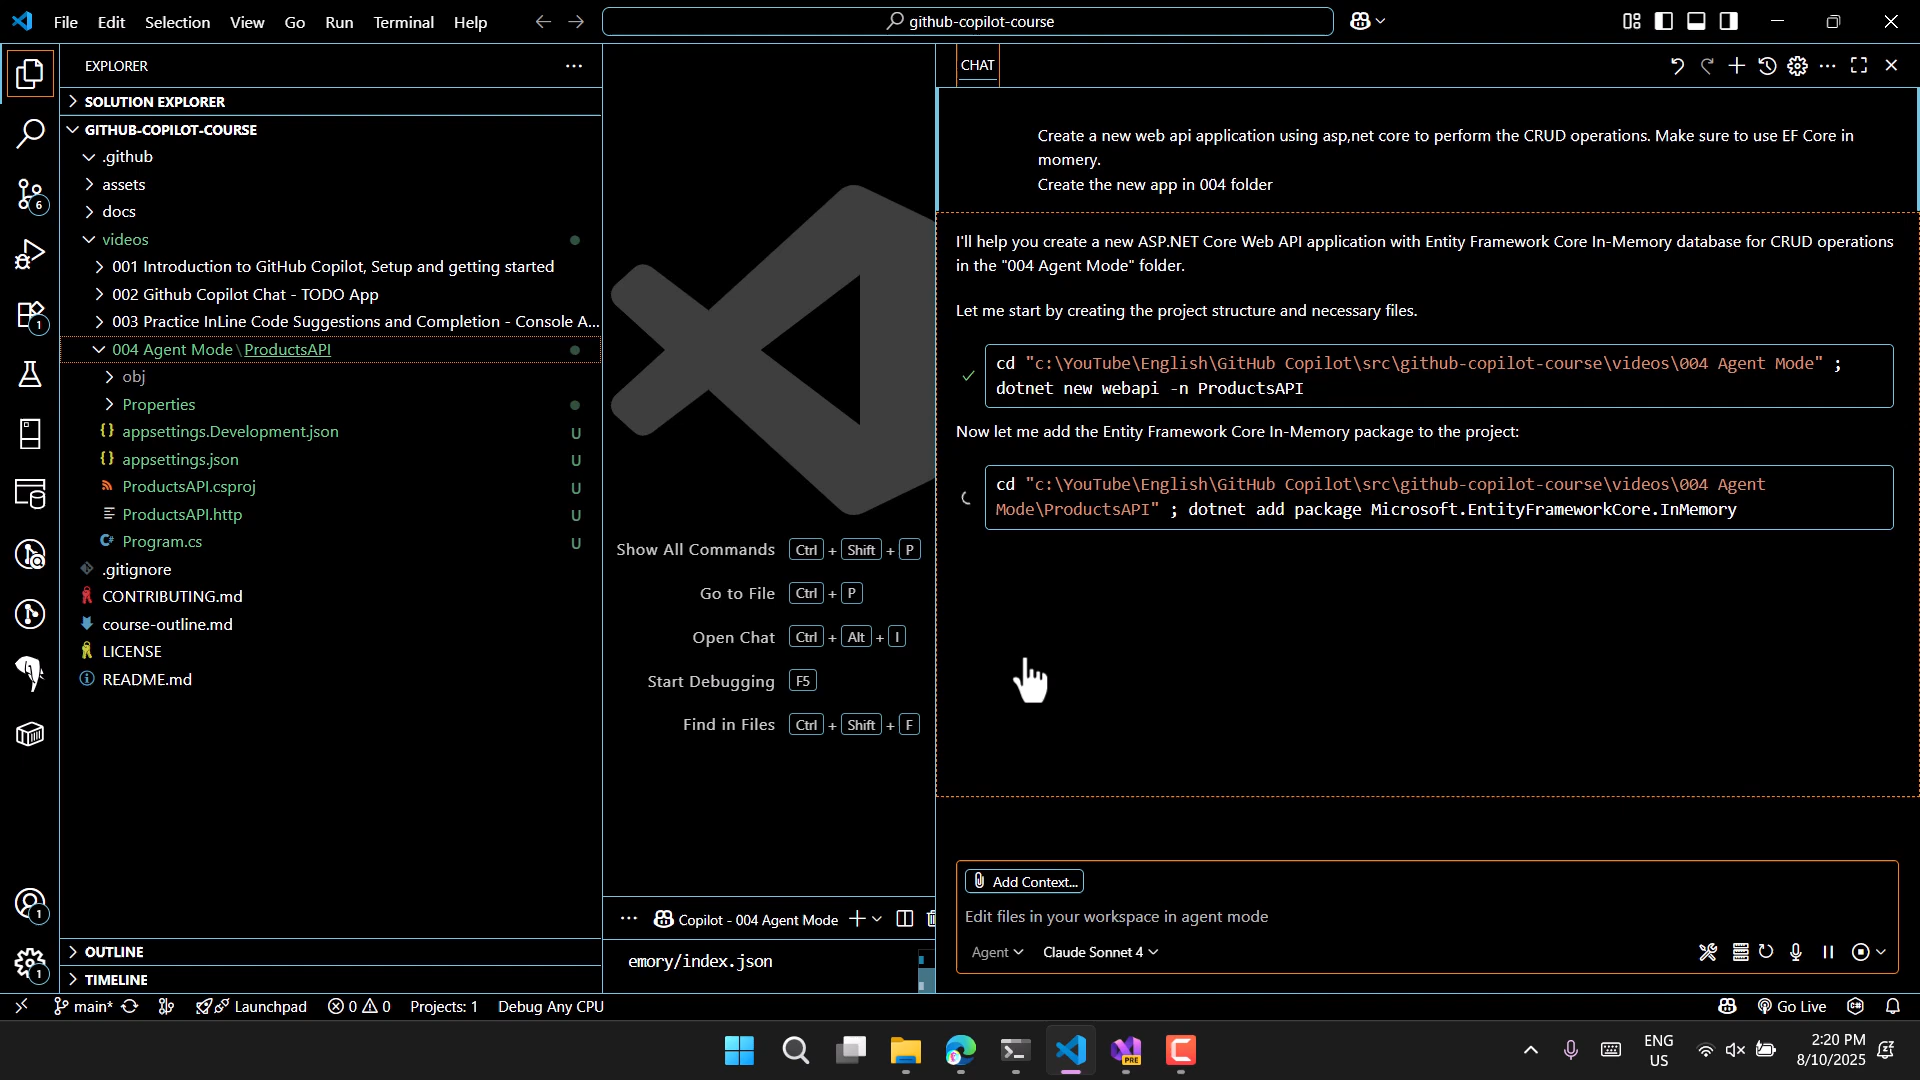 File Edit Selection View Go Run Terminal Help
github-copilot-course
EXPLORER
SOLUTION EXPLORER
GITHUB-COPILOT-COURSE
.github
assets
docs
videos
001 Introduction to GitHub Copilot, Setup and getting started
002 Github Copilot Chat - TODO App
003 Practice InLine Code Suggestions and Completion - Console A...
004 Agent Mode \ ProductsAPI
obj
Properties
appsettings.Development.json U
appsettings.json U
ProductsAPI.csproj U
ProductsAPI.http U
Program.cs U
.gitignore
CONTRIBUTING.md
course-outline.md
LICENSE
README.md
OUTLINE
TIMELINE
6
1
1
1
Show All Commands Ctrl + Shift + P
Go to File Ctrl + P
Open Chat Ctrl + Alt + I
Start Debugging F5
Find in Files Ctrl + Shift + F
Copilot - 004 Agent Mode
emory/index.json
CHAT
Create a new web api application using asp,net core to perform the CRUD operations. Make sure to use EF Core in
momery.
Create the new app in 004 folder
I'll help you create a new ASP.NET Core Web API application with Entity Framework Core In-Memory database for CRUD operations
in the "004 Agent Mode" folder.
Let me start by creating the project structure and necessary files.
cd "c:\YouTube\English\GitHub Copilot\src\github-copilot-course\videos\004 Agent Mode" ;
dotnet new webapi -n ProductsAPI
Now let me add the Entity Framework Core In-Memory package to the project:
cd "c:\YouTube\English\GitHub Copilot\src\github-copilot-course\videos\004 Agent
Mode\ProductsAPI" ; dotnet add package Microsoft.EntityFrameworkCore.InMemory
Add Context...
Edit files in your workspace in agent mode
Agent Claude Sonnet 4
main* Launchpad 0 0 Projects: 1 Debug Any CPU
Go Live
PRE
ENG
US
2:20 PM
8/10/2025